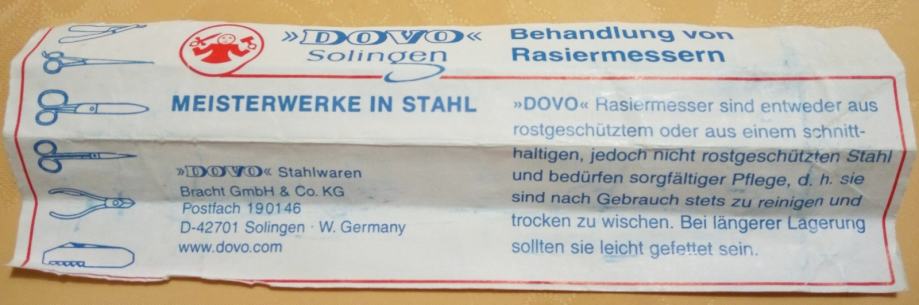 »DOVO«
Solingen
MEISTERWERKE IN STAHL
»DOVO« Stahlwaren
Bracht GmbH & Co. KG
Postfach 190146
D-42701 Solingen · W. Germany
www.dovo.com
Behandlung von
Rasiermessern
»DOVO« Rasiermesser sind entweder aus
rostgeschütztem oder aus einem schnitt-
haltigen, jedoch nicht rostgeschützten Stahl
und bedürfen sorgfältiger Pflege, d. h. sie
sind nach Gebrauch stets zu reinigen und
trocken zu wischen. Bei längerer Lagerung
sollten sie leicht gefettet sein.